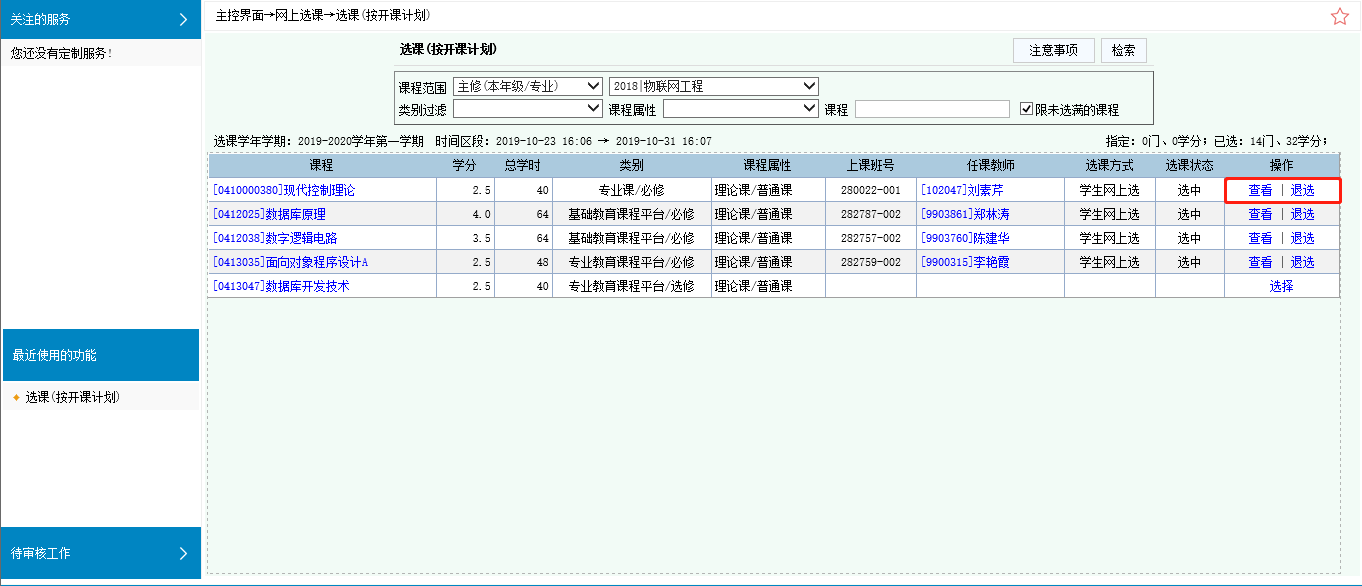 关注的服务
您还没有定制服务!
最近使用的功能
选课(按开课计划)
待审核工作
主控界面→网上选课→选课(按开课计划)
选课(按开课计划)
注意事项 检索
课程范围 主修(本年级/专业) 2018|物联网工程
类别过滤 课程属性 课程 限未选满的课程
选课学年学期: 2019-2020学年第一学期 时间区段: 2019-10-23 16:06 → 2019-10-31 16:07 指定: 0门、0学分; 已选: 14门、32学分;
课程 学分 总学时 类别 课程属性 上课班号 任课教师 选课方式 选课状态 操作
[0410000380]现代控制理论 2.5 40 专业课/必修 理论课/普通课 280022-001 [102047]刘素芹 学生网上选 选中 查看 | 退选
[0412025]数据库原理 4.0 64 基础教育课程平台/必修 理论课/普通课 282787-002 [9903861]郑林涛 学生网上选 选中 查看 | 退选
[0412038]数字逻辑电路 3.5 64 基础教育课程平台/必修 理论课/普通课 282757-002 [9903760]陈建华 学生网上选 选中 查看 | 退选
[0413035]面向对象程序设计A 2.5 48 专业教育课程平台/必修 理论课/普通课 282759-002 [9900315]李艳霞 学生网上选 选中 查看 | 退选
[0413047]数据库开发技术 2.5 40 专业教育课程平台/选修 理论课/普通课 选择